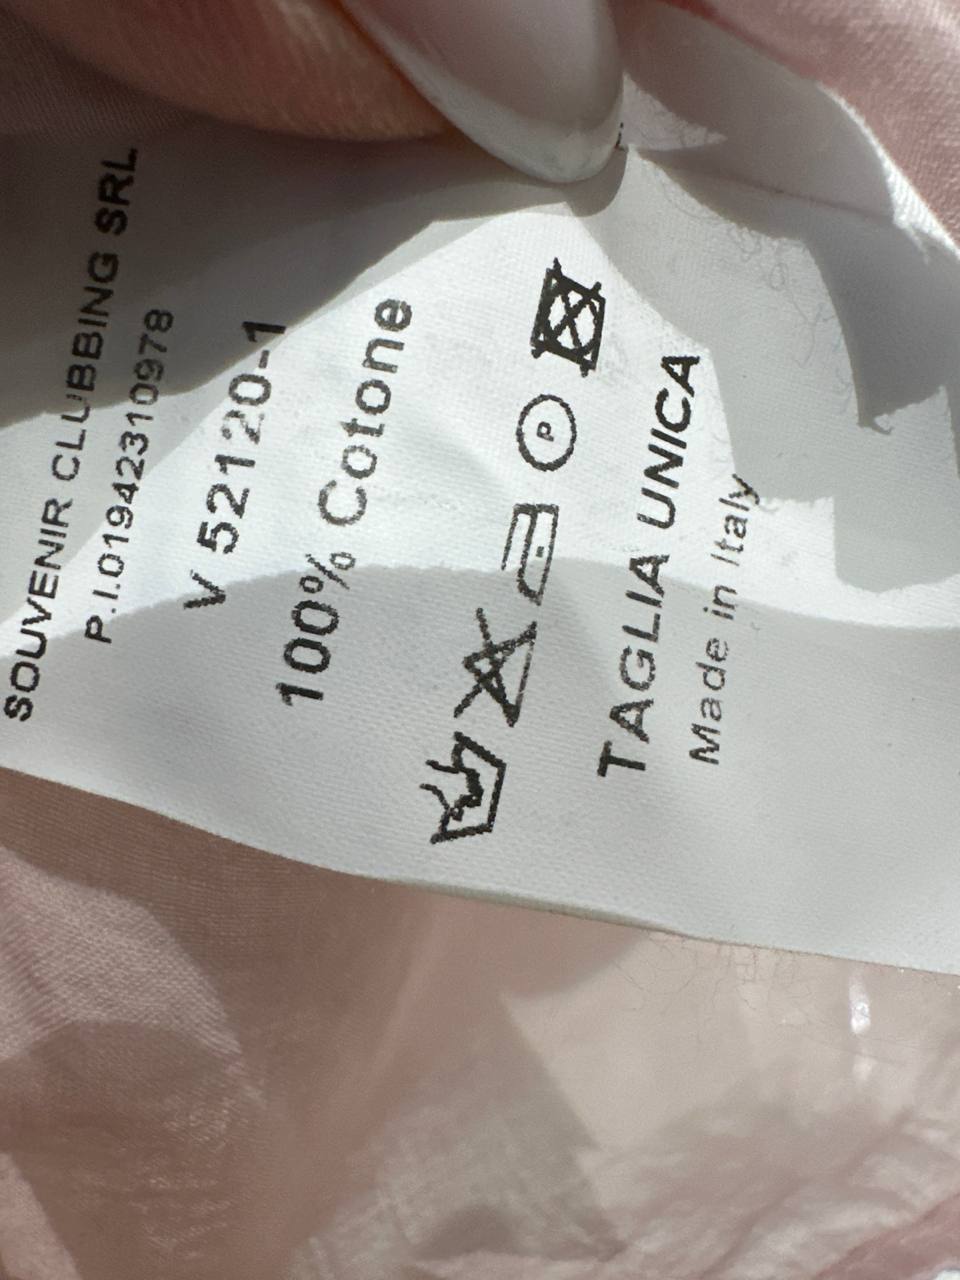 SOUVENIR CLUBBING SRL
P.I.01942310978
V 52120-1
100% Cotone
P
TAGLIA UNICA
Made in Italy